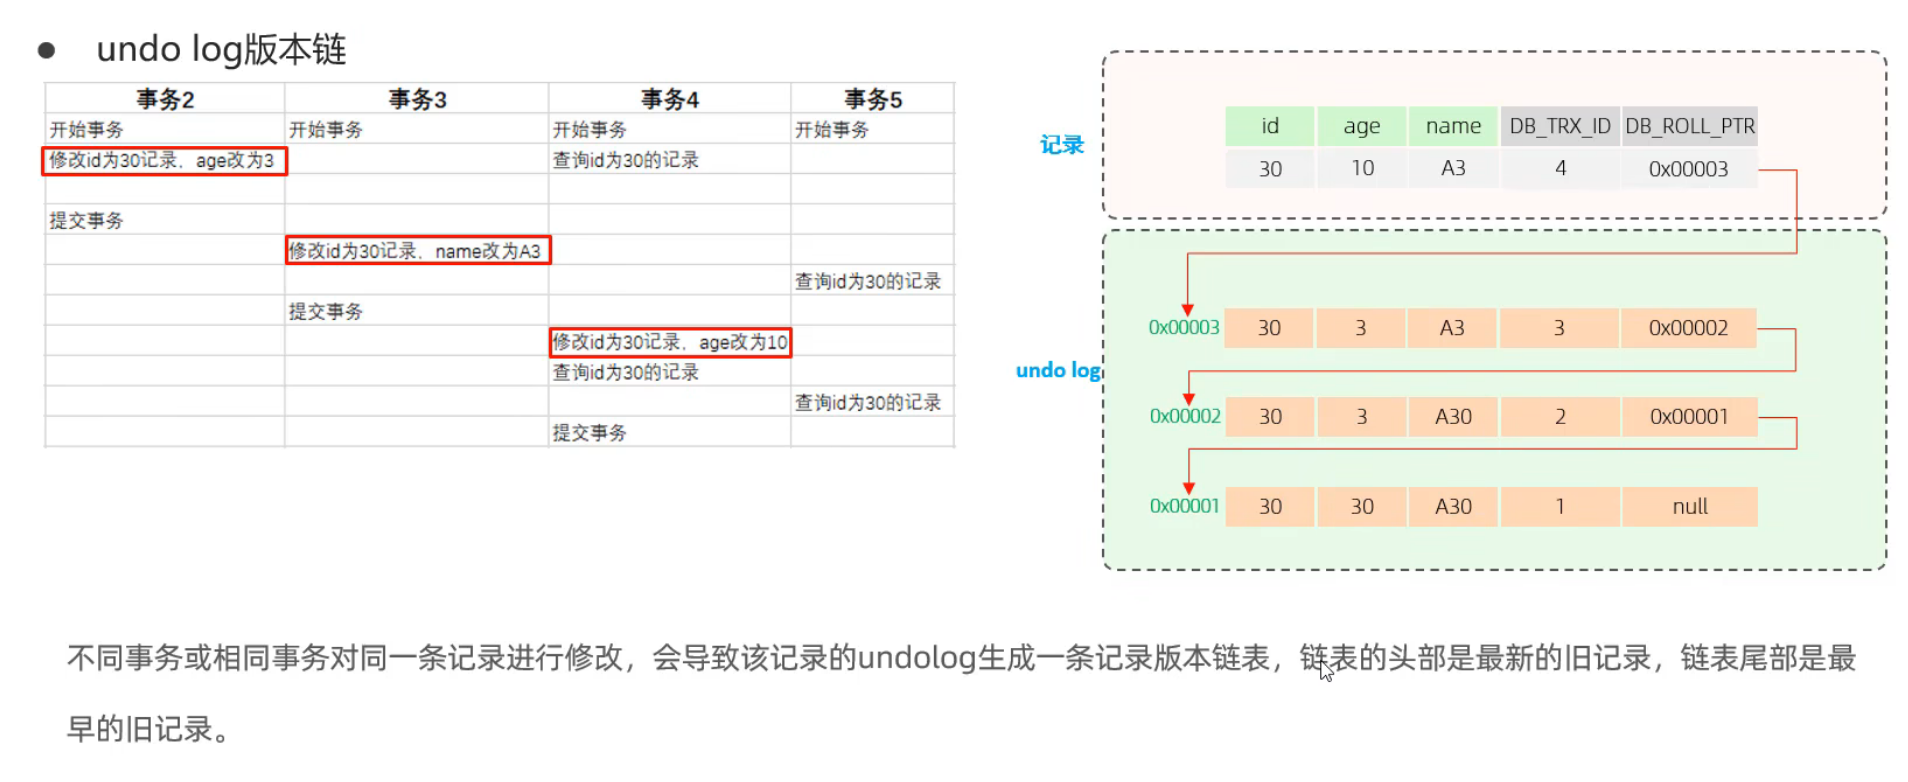 ● undo log版本链
事务2 事务3 事务4 事务5
开始事务 开始事务 开始事务 开始事务
修改id为30记录，age改为3 查询id为30的记录
提交事务
修改id为30记录，name改为A3
查询id为30的记录
提交事务
修改id为30记录，age改为10
查询id为30的记录
查询id为30的记录
提交事务
记录
id age name DB_TRX_ID DB_ROLL_PTR
30 10 A3 4 0x00003
undo log
0x00003 30 3 A3 3 0x00002
0x00002 30 3 A30 2 0x00001
0x00001 30 30 A30 1 null
不同事务或相同事务对同一条记录进行修改，会导致该记录的undolog生成一条记录版本链表，链表的头部是最新的旧记录，链表尾部是最
早的旧记录。